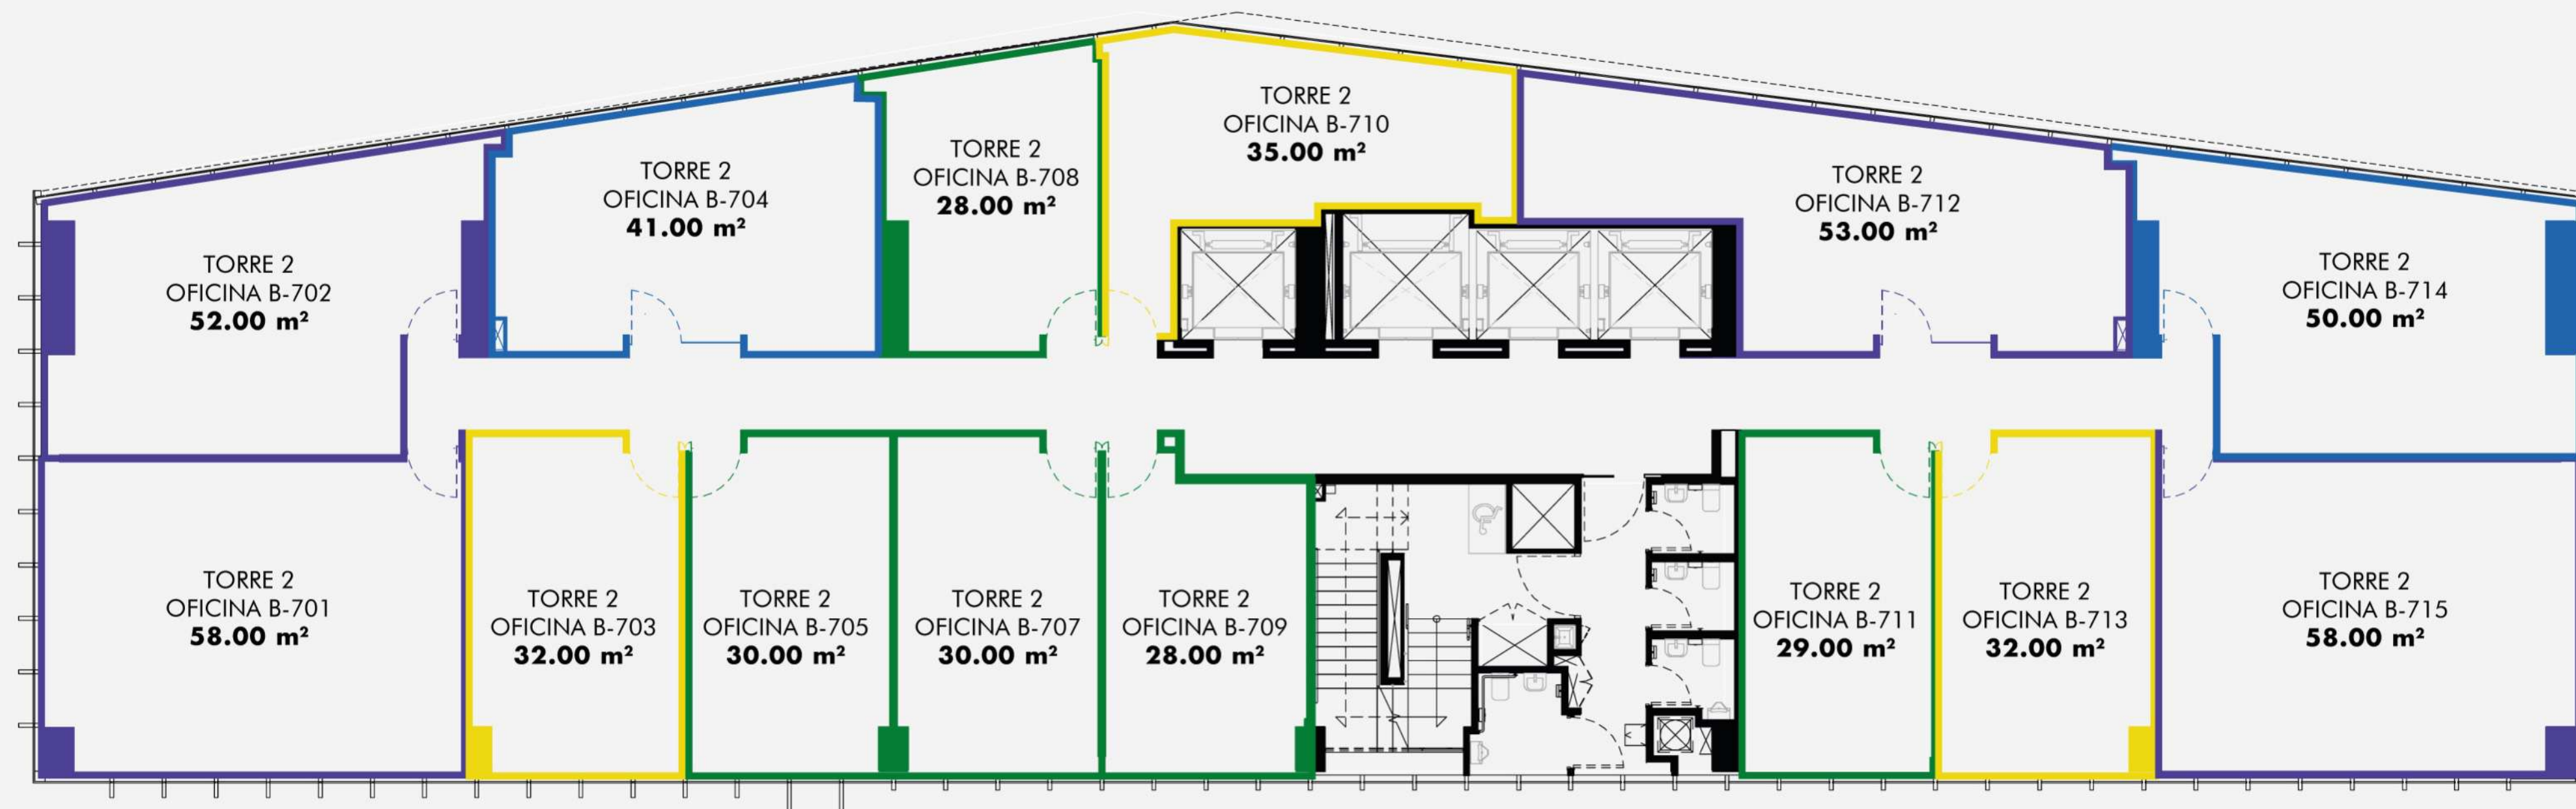 TORRE 2
OFICINA B-702
52.00 m²
TORRE 2
OFICINA B-704
41.00 m²
TORRE 2
OFICINA B-708
28.00 m²
TORRE 2
OFICINA B-710
35.00 m²
TORRE 2
OFICINA B-712
53.00 m²
TORRE 2
OFICINA B-714
50.00 m²
TORRE 2
OFICINA B-701
58.00 m²
TORRE 2
OFICINA B-703
32.00 m²
TORRE 2
OFICINA B-705
30.00 m²
TORRE 2
OFICINA B-707
30.00 m²
TORRE 2
OFICINA B-709
28.00 m²
TORRE 2
OFICINA B-711
29.00 m²
TORRE 2
OFICINA B-713
32.00 m²
TORRE 2
OFICINA B-715
58.00 m²